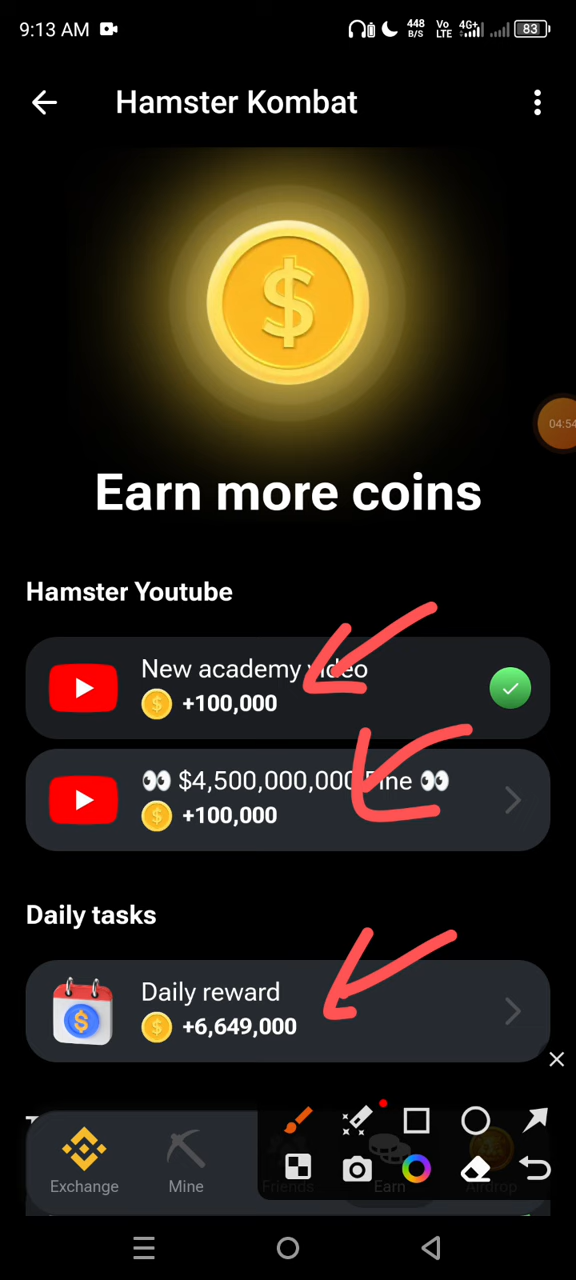 9:13 AM
448
B/S
Vo
LTE
4G+
83
Hamster Kombat
04:54
Earn more coins
Hamster Youtube
New academy video
+100,000
👀 $4,500,000,000 Fine 👀
+100,000
Daily tasks
Daily reward
+6,649,000
Exchange
Mine
Friends
Earn
Airdrop